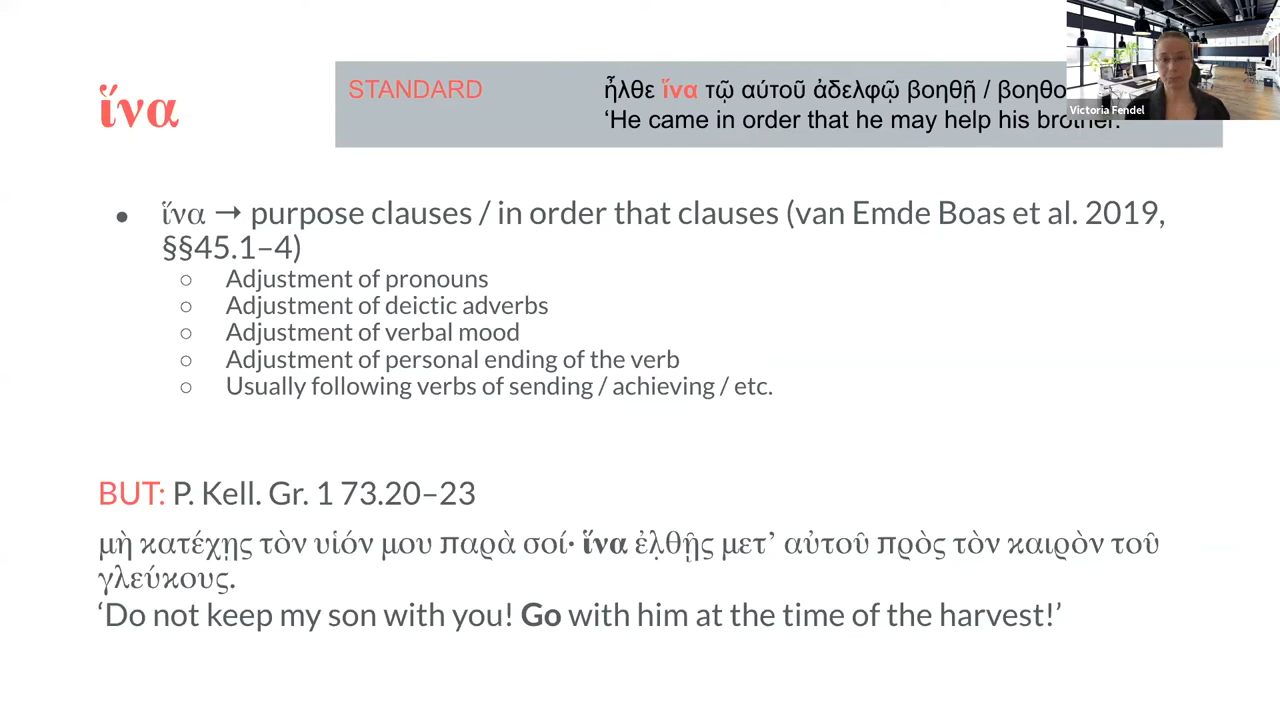 ἵνα
STANDARD
ἦλθε ἵνα τῷ αύτοῦ ἀδελφῷ βοηθῇ /
‘He came in order that he may help his brother.
Victoria Fendel
● ἵνα → purpose clauses / in order that clauses (van Emde Boas et al. 2019,
§§45.1–4)
○ Adjustment of pronouns
○ Adjustment of deictic adverbs
○ Adjustment of verbal mood
○ Adjustment of personal ending of the verb
○ Usually following verbs of sending / achieving / etc.
BUT: P. Kell. Gr. 1 73.20–23
μὴ κατέχῃς τὸν υἱόν μου παρὰ σοί· ἵνα ἐλ̣θῇς μετ’ αὐτοῦ πρὸς τὸν καιρὸν τοῦ
γλεύκους.
‘Do not keep my son with you! Go with him at the time of the harvest!’